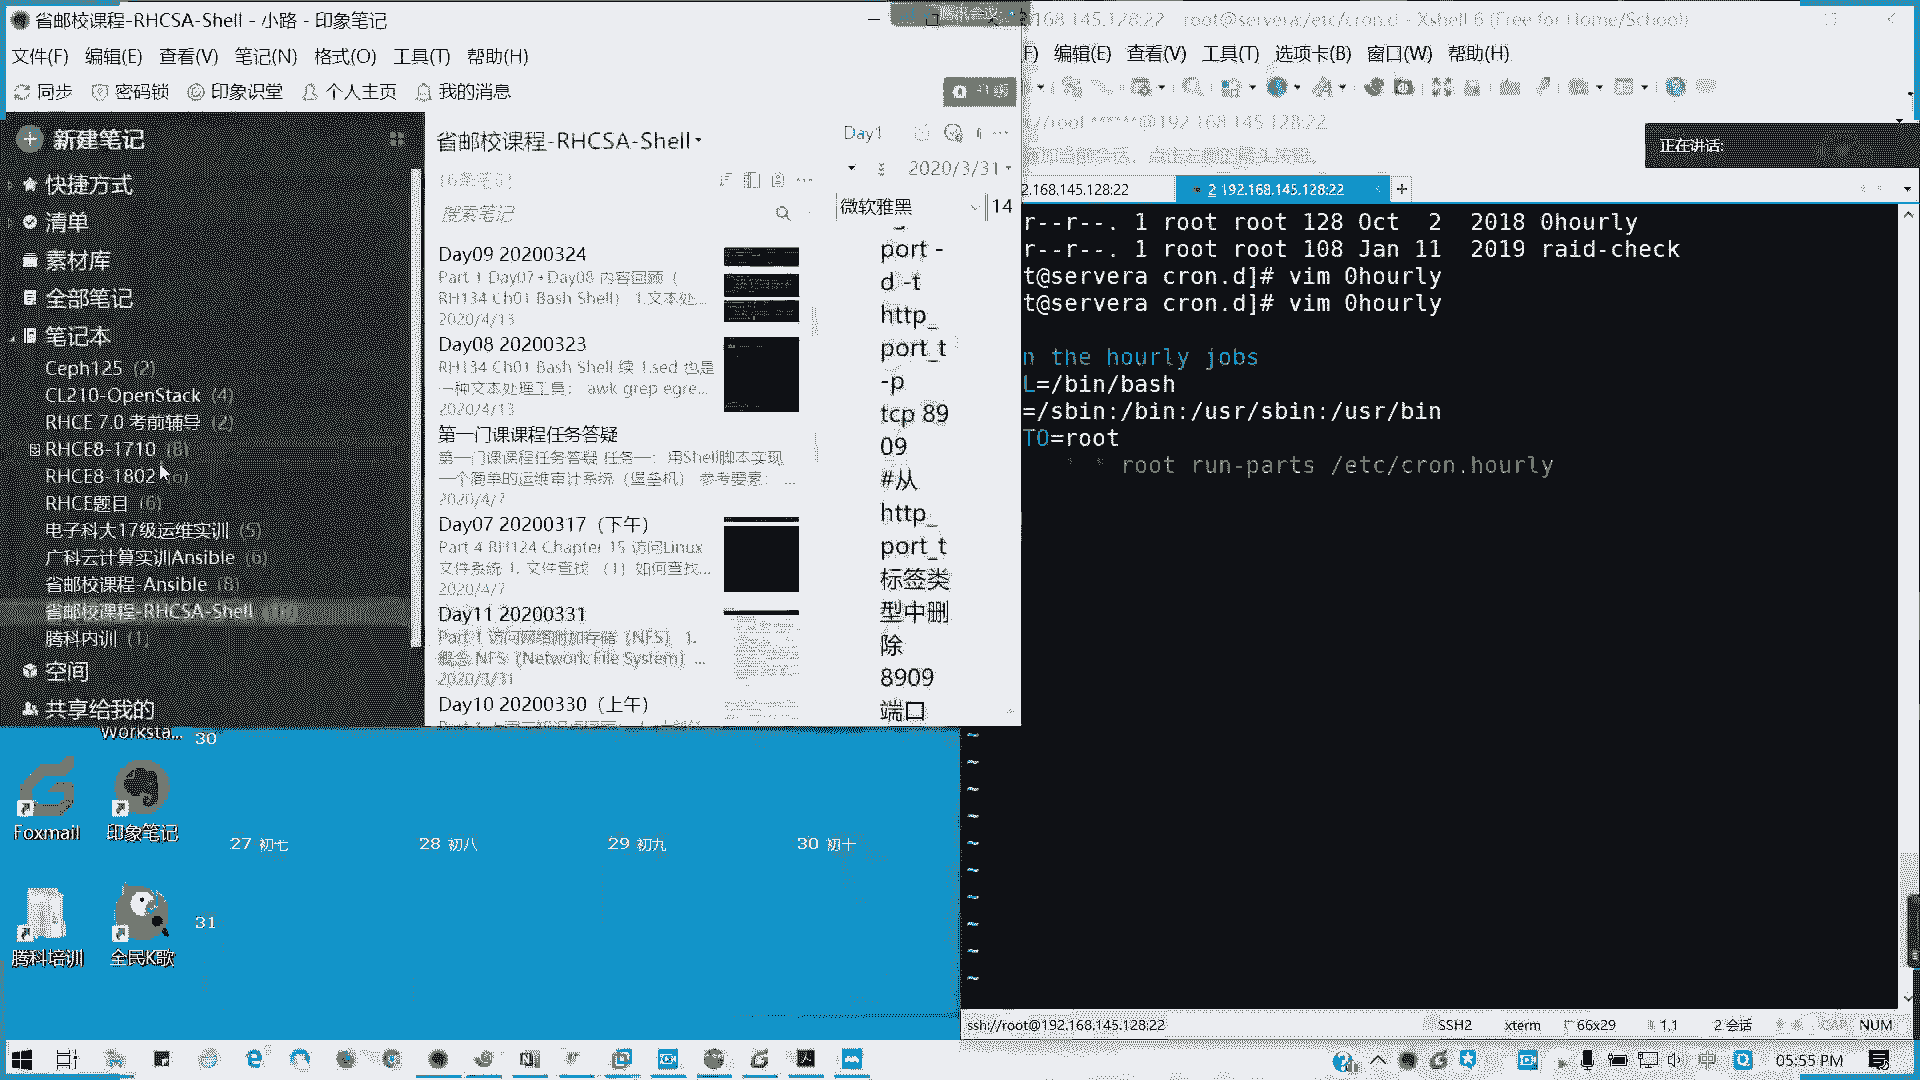 省邮校课程-RHCSA-Shell - 小路 - 印象笔记
文件(F) 编辑(E) 查看(V) 笔记(N) 格式(O) 工具(T) 帮助(H)
同步 密码锁 印象识堂 个人主页 我的消息
新建笔记
快捷方式
清单
素材库
全部笔记
笔记本
Ceph125 (2)
CL210-OpenStack (4)
RHCE 7.0 考前辅导 (2)
RHCE8-1710 (8)
RHCE8-1802
RHCE题目 (6)
电子科大17级运维实训 (5)
广科云计算实训Ansible (6)
省邮校课程-Ansible (8)
省邮校课程-RHCSA-Shell
腾科内训 (1)
空间
共享给我的
省邮校课程-RHCSA-Shell
搜索笔记
Day09 20200324
Part 1 Day07+Day08 内容回顾（
RH134 Ch01 Bash Shell） 1.文本处...
2020/4/13
Day08 20200323
RH134 Ch01 Bash Shell 续 1.sed 也是
一种文本处理工具： awk grep egre...
2020/4/13
第一门课课程任务答疑
第一门课课程任务答疑 任务一：用Shell脚本实现
一个简单的运维审计系统（堡垒机） 参考要素： ...
2020/4/7
Day07 20200317（下午）
Part 4 RH124 Chapter 15 访问Linux
文件系统 1. 文件查找 （1）如何查找...
2020/4/7
Day11 20200331
Part 1 访问网络附加存储（NFS） 1.
概念 NFS（Network File System） ...
2020/3/31
Day10 20200330（上午）
Day1
2020/3/31
微软雅黑 14
port -
d -t
http_
port_t
-p
tcp 89
09
#从
http_
port_t
标签类
型中删
除
8909
端口
168.145.128:22 root@servera:/etc/cron.d - Xshell 6 (Free for Home/School)
编辑(E) 查看(V) 工具(T) 选项卡(B) 窗口(W) 帮助(H)
@192.168.145.128:22
正在讲话:
2.168.145.128:22 2 192.168.145.128:22
r--r--. 1 root root 128 Oct 2 2018 0hourly
r--r--. 1 root root 108 Jan 11 2019 raid-check
t@servera cron.d]# vim 0hourly
t@servera cron.d]# vim 0hourly
n the hourly jobs
L=/bin/bash
=/sbin:/bin:/usr/sbin:/usr/bin
TO=root
* * root run-parts /etc/cron.hourly
~
~
~
~
~
~
~
~
~
~
ssh://root@192.168.145.128:22 SSH2 xterm 66x29 1,1 2 会话 CAP NUM
Worksta...
30
Foxmail 印象笔记
27 初七 28 初八 29 初九 30 初十
31
腾科培训 全民K歌
05:55 PM